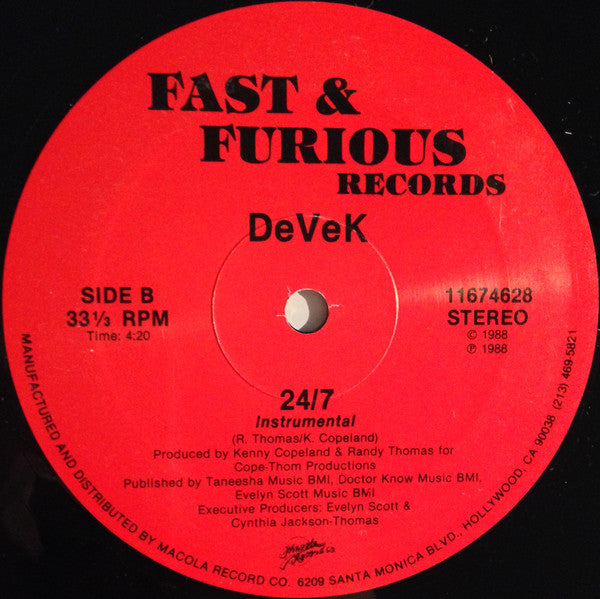 FAST &
FURIOUS
RECORDS
DeVeK
SIDE B
33⅓ RPM
Time: 4:20
11674628
STEREO
© 1988
℗ 1988
24/7
Instrumental
(R. Thomas/K. Copeland)
Produced by Kenny Copeland & Randy Thomas for
Cope-Thom Productions
Published by Taneesha Music BMI, Doctor Know Music BMI,
Evelyn Scott Music BMI
Executive Producers: Evelyn Scott &
Cynthia Jackson-Thomas
MANUFACTURED AND DISTRIBUTED BY MACOLA RECORD CO. 6209 SANTA MONICA BLVD., HOLLYWOOD, CA 90038 (213) 469-5821